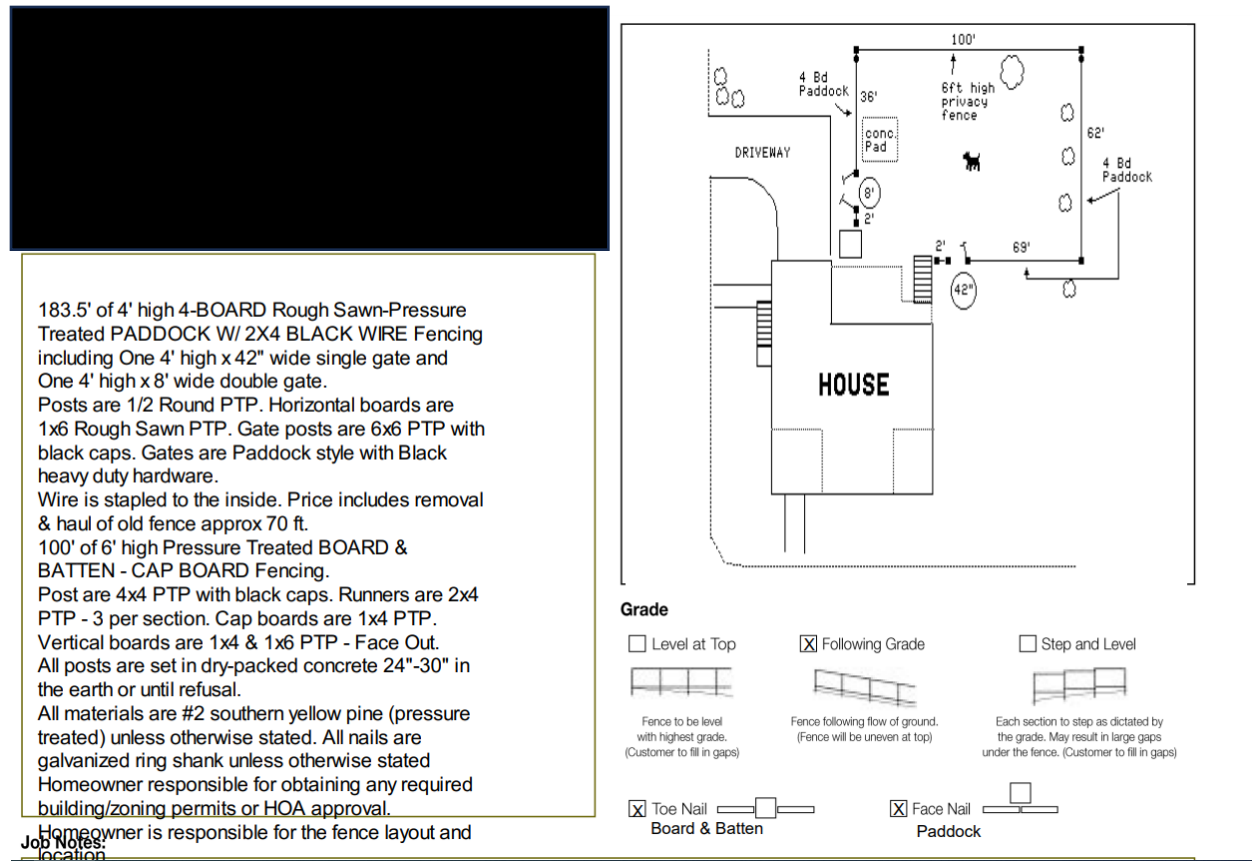 183.5' of 4' high 4-BOARD Rough Sawn-Pressure
Treated PADDOCK W/ 2X4 BLACK WIRE Fencing
including One 4' high x 42" wide single gate and
One 4' high x 8' wide double gate.
Posts are 1/2 Round PTP. Horizontal boards are
1x6 Rough Sawn PTP. Gate posts are 6x6 PTP with
black caps. Gates are Paddock style with Black
heavy duty hardware.
Wire is stapled to the inside. Price includes removal
& haul of old fence approx 70 ft.
100' of 6' high Pressure Treated BOARD &
BATTEN - CAP BOARD Fencing.
Post are 4x4 PTP with black caps. Runners are 2x4
PTP - 3 per section. Cap boards are 1x4 PTP.
Vertical boards are 1x4 & 1x6 PTP - Face Out.
All posts are set in dry-packed concrete 24"-30" in
the earth or until refusal.
All materials are #2 southern yellow pine (pressure
treated) unless otherwise stated. All nails are
galvanized ring shank unless otherwise stated
Homeowner responsible for obtaining any required
building/zoning permits or HOA approval.
Homeowner is responsible for the fence layout and
location
Job Notes:
100'
4 Bd
Paddock
36'
6ft high
privacy
fence
conc.
Pad
DRIVEWAY
62'
4 Bd
Paddock
8'
2'
2'
69'
42"
HOUSE
Grade
Level at Top
X Following Grade
Step and Level
Fence to be level
with highest grade.
(Customer to fill in gaps)
Fence following flow of ground.
(Fence will be uneven at top)
Each section to step as dictated by
the grade. May result in large gaps
under the fence. (Customer to fill in gaps)
X Toe Nail
Board & Batten
X Face Nail
Paddock